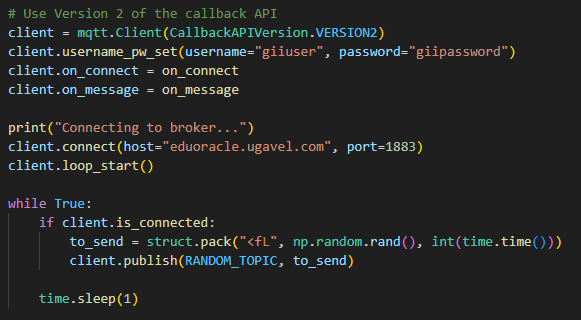 # Use Version 2 of the callback API
client = mqtt.Client(CallbackAPIVersion.VERSION2)
client.username_pw_set(username="giiuser", password="giipassword")
client.on_connect = on_connect
client.on_message = on_message

print("Connecting to broker...")
client.connect(host="eduoracle.ugavel.com", port=1883)
client.loop_start()

while True:
    if client.is_connected:
        to_send = struct.pack("<fL", np.random.rand(), int(time.time()))
        client.publish(RANDOM_TOPIC, to_send)

    time.sleep(1)